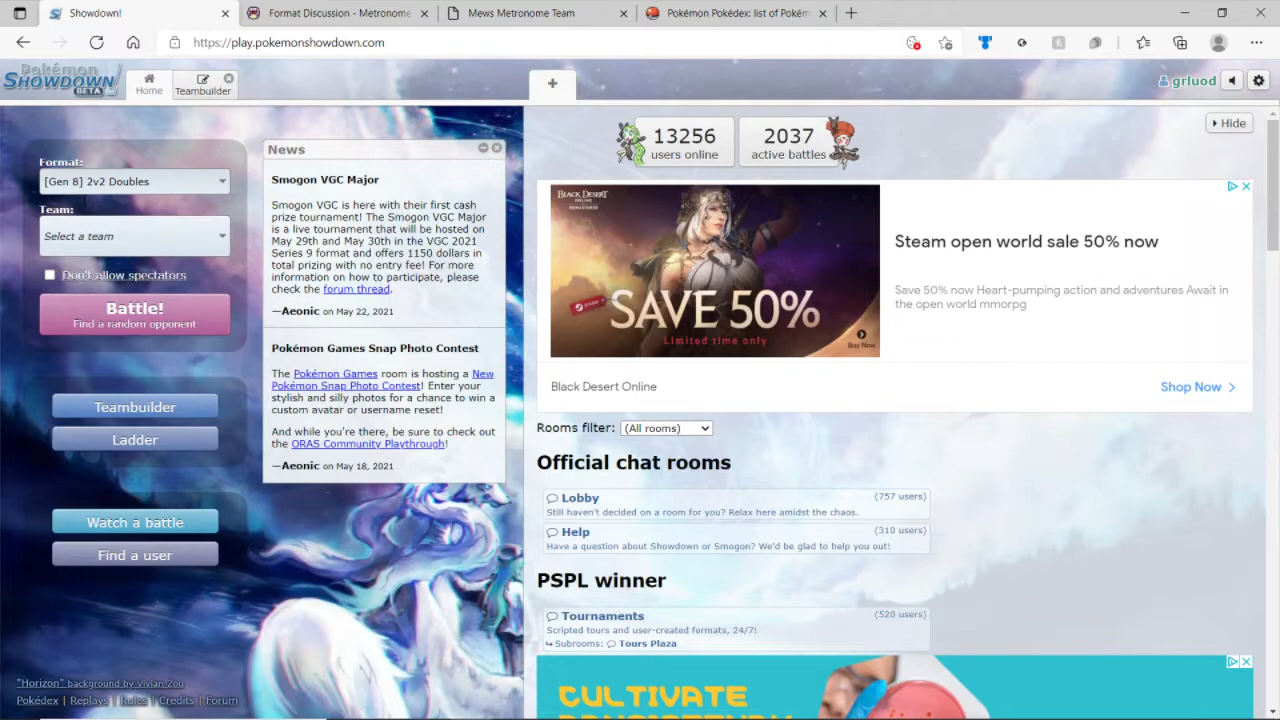 Showdown!
Format Discussion - Metronome
Mews Metronome Team
Pokémon Pokédex: list of Pokém
https://play.pokemonshowdown.com
Pokémon
SHOWDOWN
BETA
Home
Teambuilder
grluod
Format:
[Gen 8] 2v2 Doubles
Team:
Select a team
Don't allow spectators
Battle!
Find a random opponent
Teambuilder
Ladder
Watch a battle
Find a user
"Horizon" background by Vivian Zou
Pokédex | Replays | Rules | Credits | Forum
News
Smogon VGC Major
Smogon VGC is here with their first cash
prize tournament! The Smogon VGC Major
is a live tournament that will be hosted on
May 29th and May 30th in the VGC 2021
Series 9 format and offers 1150 dollars in
total prizing with no entry fee! For more
information on how to participate, please
check the forum thread.
—Aeonic on May 22, 2021
Pokémon Games Snap Photo Contest
The Pokémon Games room is hosting a New
Pokémon Snap Photo Contest! Enter your
stylish and silly photos for a chance to win a
custom avatar or username reset!
And while you're there, be sure to check out
the ORAS Community Playthrough!
—Aeonic on May 18, 2021
13256
users online
2037
active battles
Hide
BLACK DESERT
SAVE 50%
Limited time only
Buy Now
Steam open world sale 50% now
Save 50% now Heart-pumping action and adventures Await in
the open world mmorpg
Black Desert Online
Shop Now
Rooms filter: (All rooms)
Official chat rooms
Lobby (757 users)
Still haven't decided on a room for you? Relax here amidst the chaos.
Help (310 users)
Have a question about Showdown or Smogon? We'd be glad to help you out!
PSPL winner
Tournaments (520 users)
Scripted tours and user-created formats, 24/7!
Subrooms: Tours Plaza
CULTIVATE